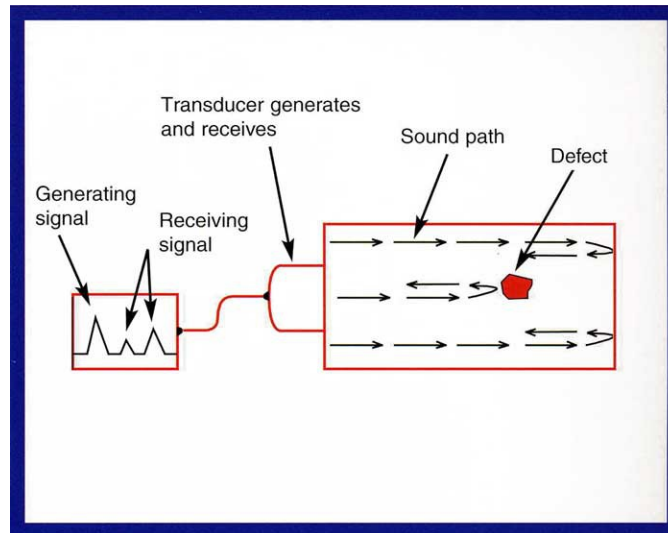 Transducer generates
and receives
Sound path
Defect
Generating
signal
Receiving
signal